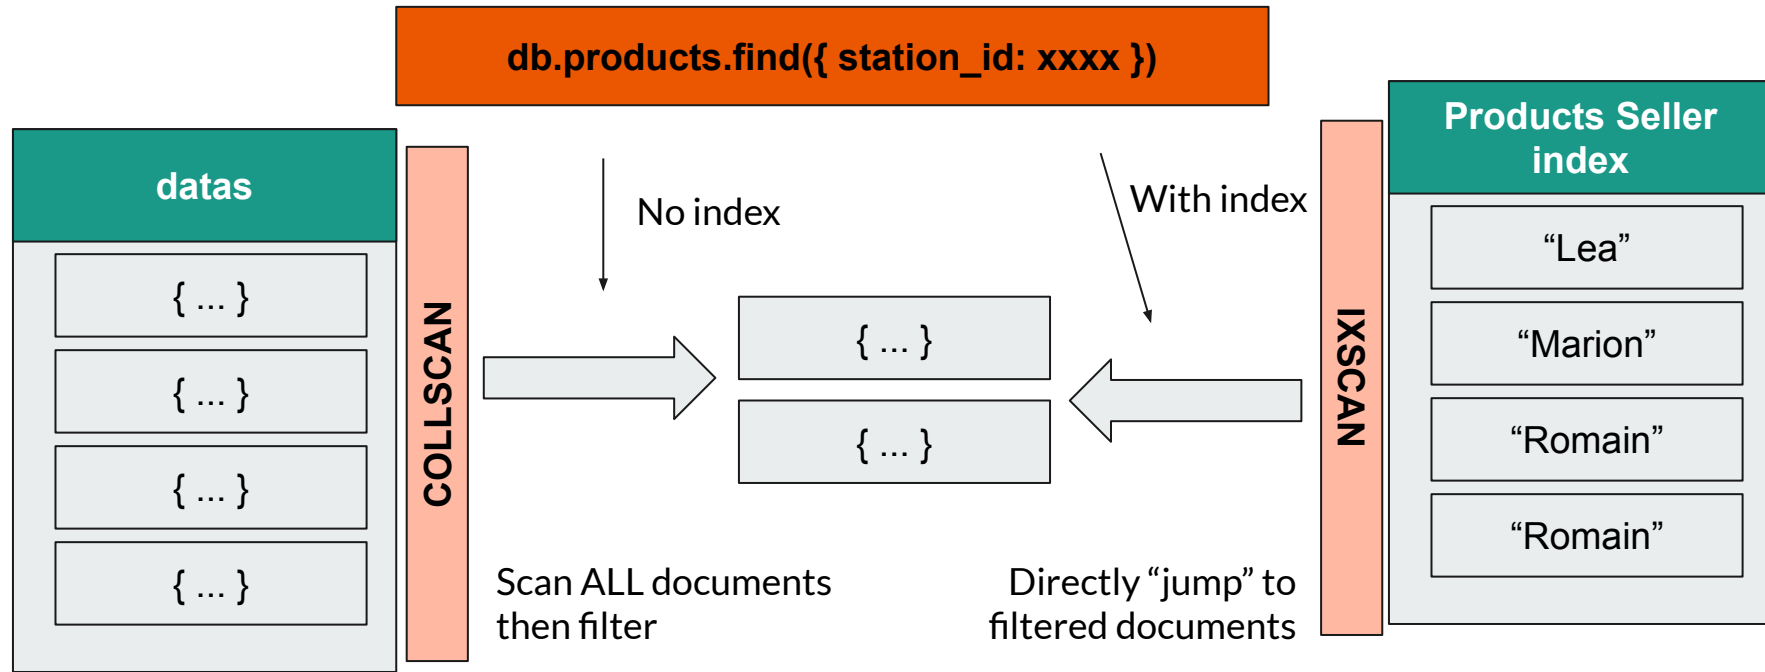 db.products.find({ station_id: xxxx })
datas
{ ... }
{ ... }
{ ... }
{ ... }
COLLSCAN
No index
Scan ALL documents
then filter
{ ... }
{ ... }
With index
Directly “jump” to
filtered documents
IXSCAN
Products Seller
index
“Lea”
“Marion”
“Romain”
“Romain”